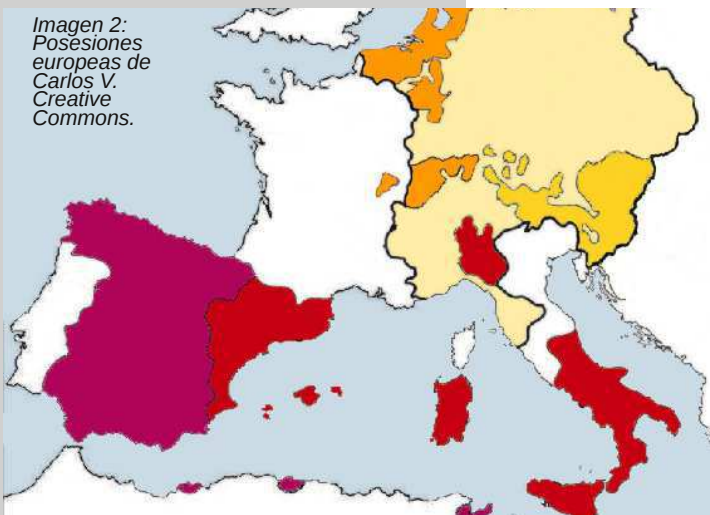 Imagen 2:
Posesiones
europeas de
Carlos V.
Creative
Commons.